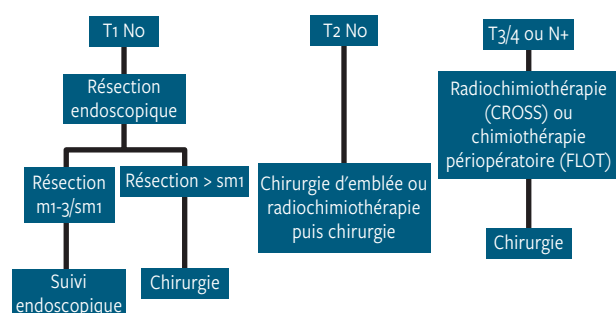 T1 N0
Résection
endoscopique
Résection
m1-3/sm1
Suivi
endoscopique
Résection > sm1
Chirurgie
T2 N0
Chirurgie d'emblée ou
radiochimiothérapie
puis chirurgie
T3/4 ou N+
Radiochimiothérapie
(CROSS) ou
chimiothérapie
périopératoire (FLOT)
Chirurgie